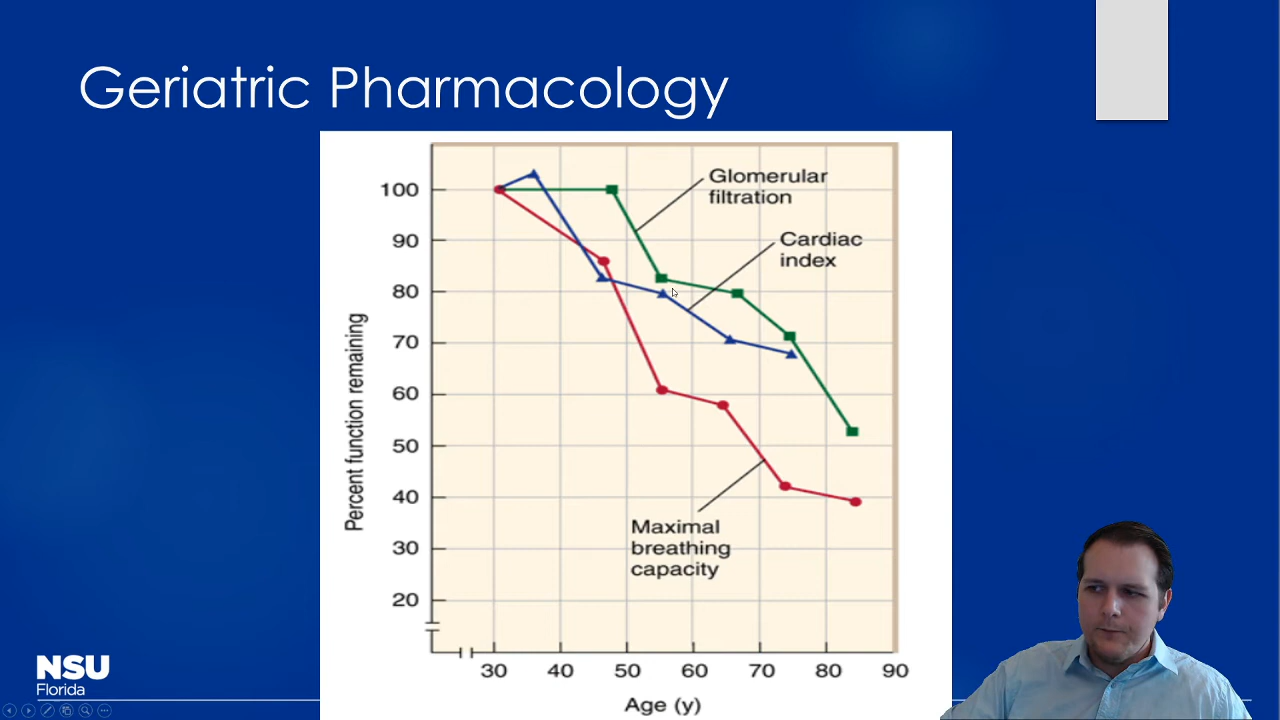 Geriatric Pharmacology
Glomerular
filtration
Cardiac
index
Maximal
breathing
capacity
Percent function remaining
100
90
80
70
60
50
40
30
20
30 40 50 60 70 80 90
Age (y)
NSU
Florida